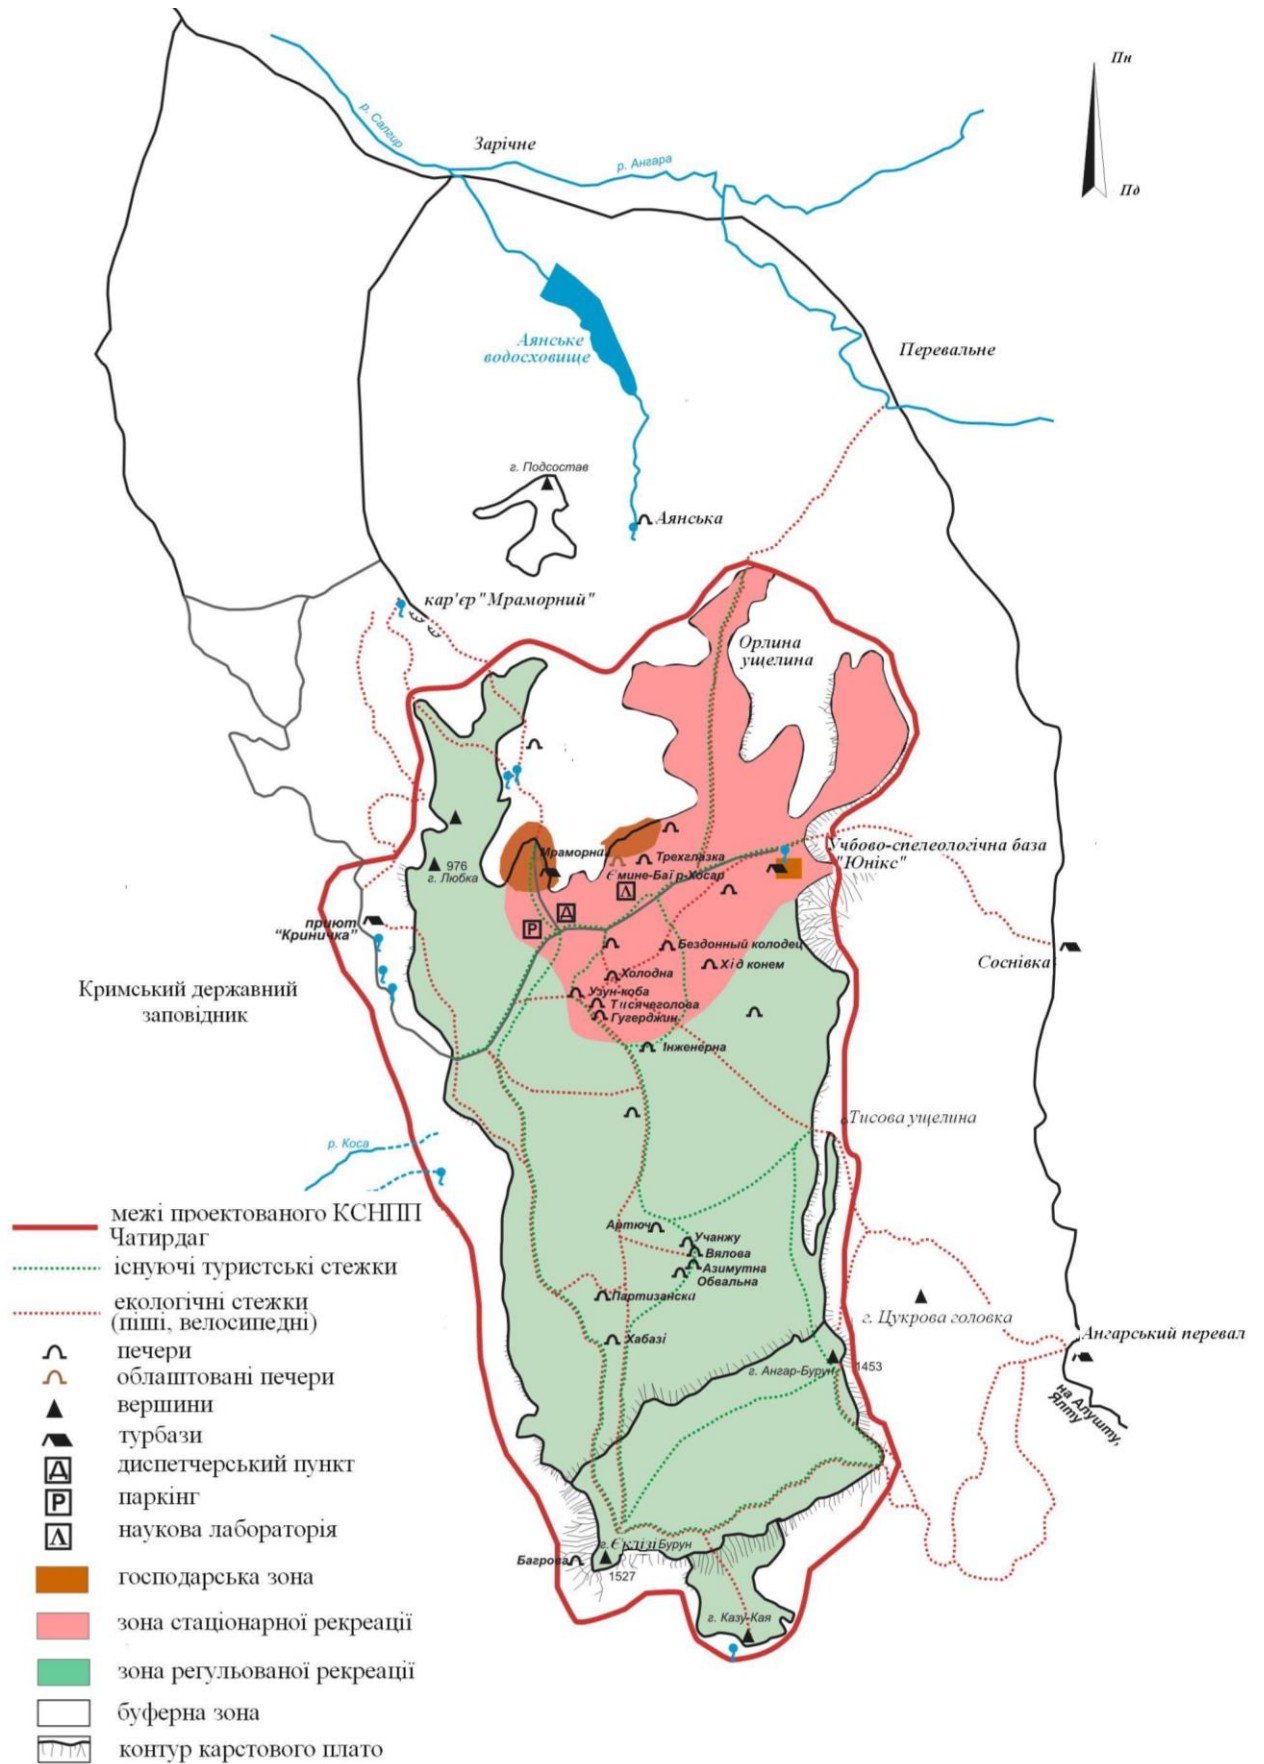 Пн
р. Салгир
Зарічне
р. Ангара
Пд
Аянське
водосховище
Перевальне
г. Подсостав
Аянська
кар'єр "Мраморний"
Орлина
ущелина
Мраморна
976
г. Любка
Трехглазка
Єміне-Баїр-Хосар
Учбово-спелеологічна база
"Юнікс"
Л
Д
Р
приют
"Криничка"
Бездонный колодец
Хід конем
Соснівка
Холодна
Узун-коба
Тисячеголова
Гугерджин
Кримський державний
заповідник
Інженерна
Тисова ущелина
р. Коса
Артюч
Учанжу
Вялова
Азимутна
Обвальна
Партизанска
Хабазі
г. Цукрова головка
Ангарський перевал
г. Ангар-Бурун
1453
на Алушту,
Ялту
г. Єклізі Бурун
Багрова
1527
г. Казу-Кая
межі проектованого КСНПП
Чатирдаг
існуючі туристські стежки
екологічні стежки
(піші, велосипедні)
печери
облаштовані печери
вершини
турбази
Д диспетчерський пункт
Р паркінг
Л наукова лабораторія
господарська зона
зона стаціонарної рекреації
зона регульованої рекреації
буферна зона
контур карстового плато